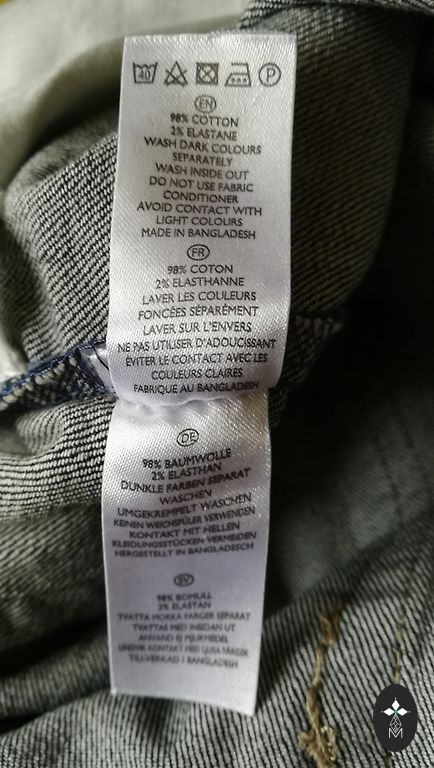 40 P
EN
98% COTTON
2% ELASTANE
WASH DARK COLOURS
SEPARATELY
WASH INSIDE OUT
DO NOT USE FABRIC
CONDITIONER
AVOID CONTACT WITH
LIGHT COLOURS
MADE IN BANGLADESH
FR
98% COTON
2% ELASTHANNE
LAVER LES COULEURS
FONCÉES SÉPARÉMENT
LAVER SUR L'ENVERS
NE PAS UTILISER D'ADOUCISSANT
ÉVITER LE CONTACT AVEC LES
COULEURS CLAIRES
FABRIQUE AU BANGLADESH
DE
98% BAUMWOLLE
2% ELASTHAN
DUNKLE FARBEN SEPARAT
WASCHEN
UMGEKREMPELT WASCHEN
KEINEN WEICHSPÜLER VERWENDEN
KONTAKT MIT HELLEN
KLEIDUNGSSTÜCKEN VERMEIDEN
HERGESTELLT IN BANGLADESCH
SV
98% BOMULL
2% ELASTAN
TVÄTTA MÖRKA FÄRGER SEPARAT
TVÄTTAS MED INSIDAN UT
ANVÄND EJ MJUKMEDEL
UNDVIK KONTAKT MED LJUSA FÄRGER
TILLVERKAD I BANGLADESH
M